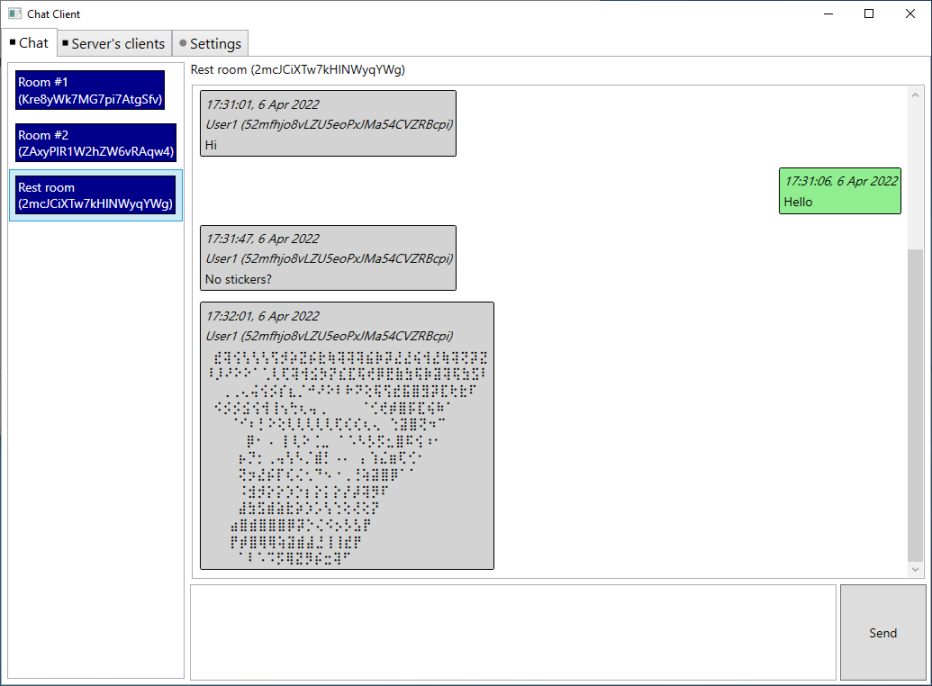 Chat Client
Chat
Server's clients
Settings
Room #1
(Kre8yWk7MG7pi7AtgSfv)
Room #2
(ZAxyPIR1W2hZW6vRAqw4)
Rest room
(2mcJCiXTw7kHINWyqYWg)
Rest room (2mcJCiXTw7kHINWyqYWg)
17:31:01, 6 Apr 2022
User1 (52mfhjo8vLZU5eoPxJMa54CVZRBcpi)
Hi
17:31:06, 6 Apr 2022
Hello
17:31:47, 6 Apr 2022
User1 (52mfhjo8vLZU5eoPxJMa54CVZRBcpi)
No stickers?
17:32:01, 6 Apr 2022
User1 (52mfhjo8vLZU5eoPxJMa54CVZRBcpi)
Send